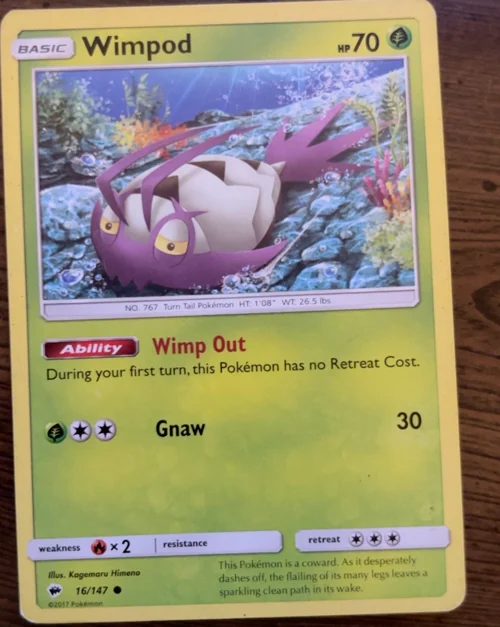 BASIC Wimpod HP 70
NO. 767 Turn Tail Pokémon HT: 1'08" WT: 26.5 lbs
Ability Wimp Out
During your first turn, this Pokémon has no Retreat Cost.
Gnaw 30
weakness ×2 resistance retreat
This Pokémon is a coward. As it desperately
dashes off, the flailing of its many legs leaves a
sparkling clean path in its wake.
Illus. Kagemaru Himeno
16/147
©2017 Pokémon